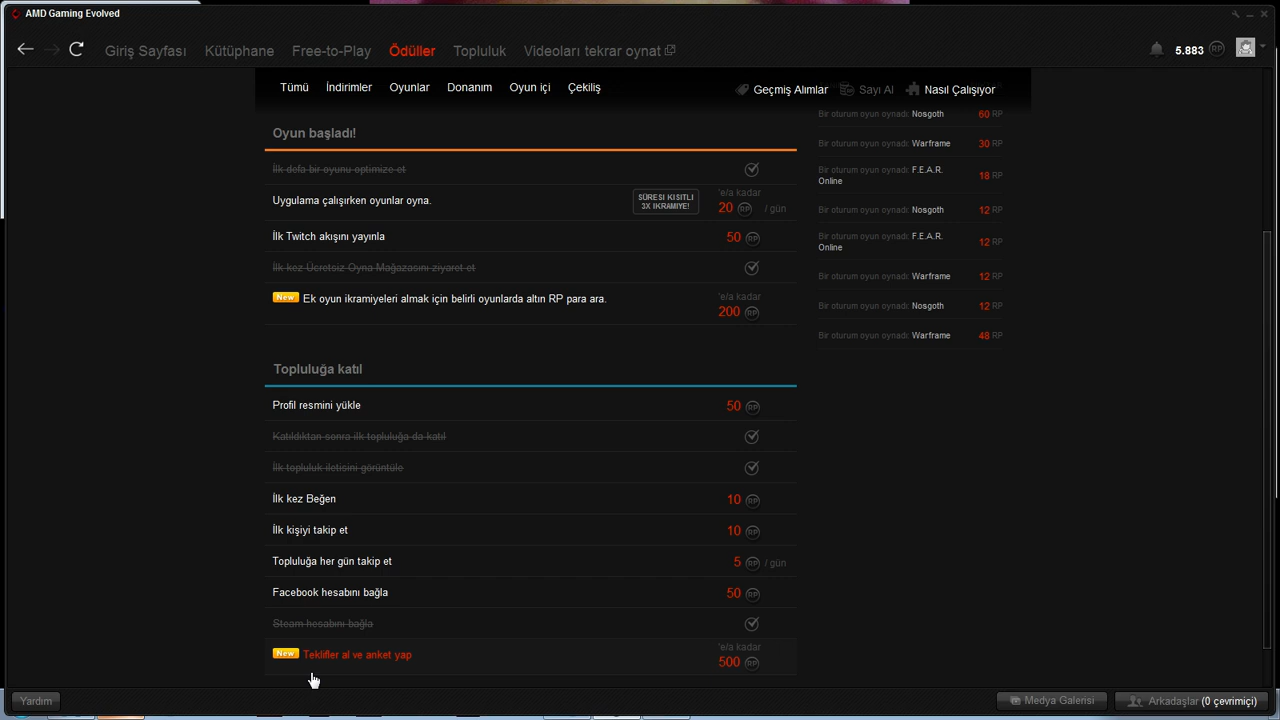 AMD Gaming Evolved
Giriş Sayfası Kütüphane Free-to-Play Ödüller Topluluk Videoları tekrar oynat 5.883 RP
Tümü İndirimler Oyunlar Donanım Oyun içi Çekiliş Geçmiş Alımlar Sayı Al Nasıl Çalışıyor
Oyun başladı!
İlk defa bir oyunu optimize et
Uygulama çalışırken oyunlar oyna. SÜRESI KISITLI 3X IKRAMIYE! 'e/a kadar 20 RP / gün
İlk Twitch akışını yayınla 50 RP
İlk kez Ücretsiz Oyna Mağazasını ziyaret et
New Ek oyun ikramiyeleri almak için belirli oyunlarda altın RP para ara. 'e/a kadar 200 RP
Topluluğa katıl
Profil resmini yükle 50 RP
Katıldıktan sonra ilk topluluğa da katıl
İlk topluluk iletisini görüntüle
İlk kez Beğen 10 RP
İlk kişiyi takip et 10 RP
Topluluğa her gün takip et 5 RP / gün
Facebook hesabını bağla 50 RP
Steam hesabını bağla
New Teklifler al ve anket yap 'e/a kadar 500 RP
Bir oturum oyun oynadı: Nosgoth 60 RP
Bir oturum oyun oynadı: Warframe 30 RP
Bir oturum oyun oynadı: F.E.A.R. Online 18 RP
Bir oturum oyun oynadı: Nosgoth 12 RP
Bir oturum oyun oynadı: F.E.A.R. Online 12 RP
Bir oturum oyun oynadı: Warframe 12 RP
Bir oturum oyun oynadı: Nosgoth 12 RP
Bir oturum oyun oynadı: Warframe 48 RP
Yardım Medya Galerisi Arkadaşlar (0 çevrimiçi)